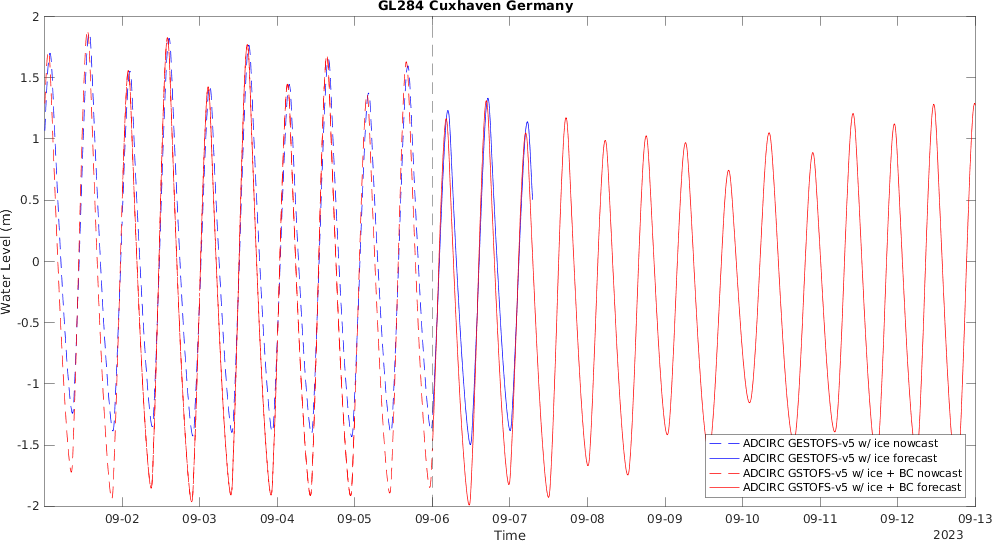 GL284 Cuxhaven Germany
2
1.5
1
0.5
0
-0.5
-1
-1.5
-2
Water Level (m)
ADCIRC GESTOFS-v5 w/ ice nowcast
ADCIRC GESTOFS-v5 w/ ice forecast
ADCIRC GSTOFS-v5 w/ ice + BC nowcast
ADCIRC GSTOFS-v5 w/ ice + BC forecast
09-02 09-03 09-04 09-05 09-06 09-07 09-08 09-09 09-10 09-11 09-12 09-13
Time
2023